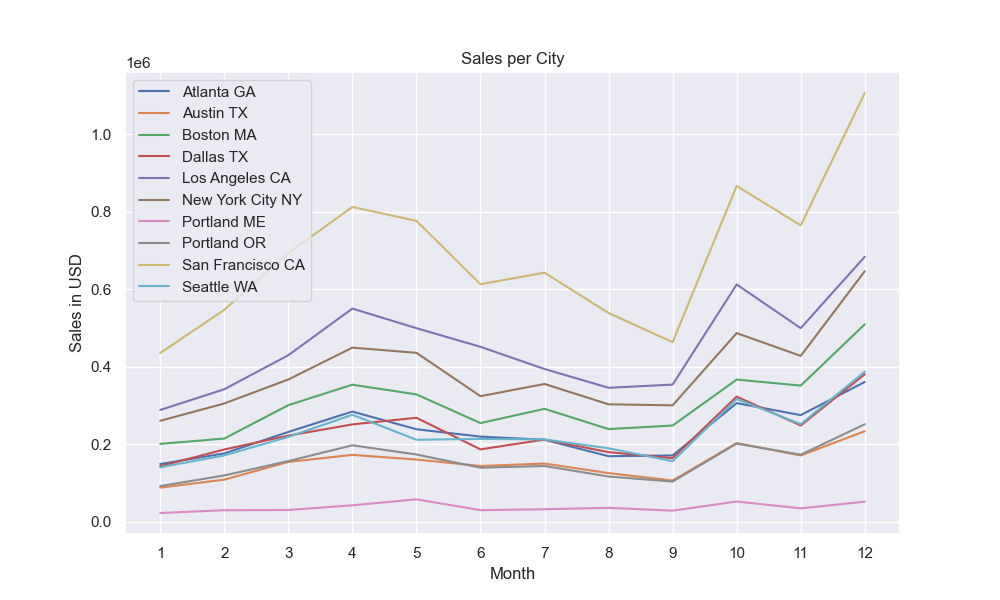 Sales per City
1e6
Atlanta GA
Austin TX
Boston MA
Dallas TX
Los Angeles CA
New York City NY
Portland ME
Portland OR
San Francisco CA
Seattle WA
Sales in USD
1.0
0.8
0.6
0.4
0.2
0.0
1 2 3 4 5 6 7 8 9 10 11 12
Month